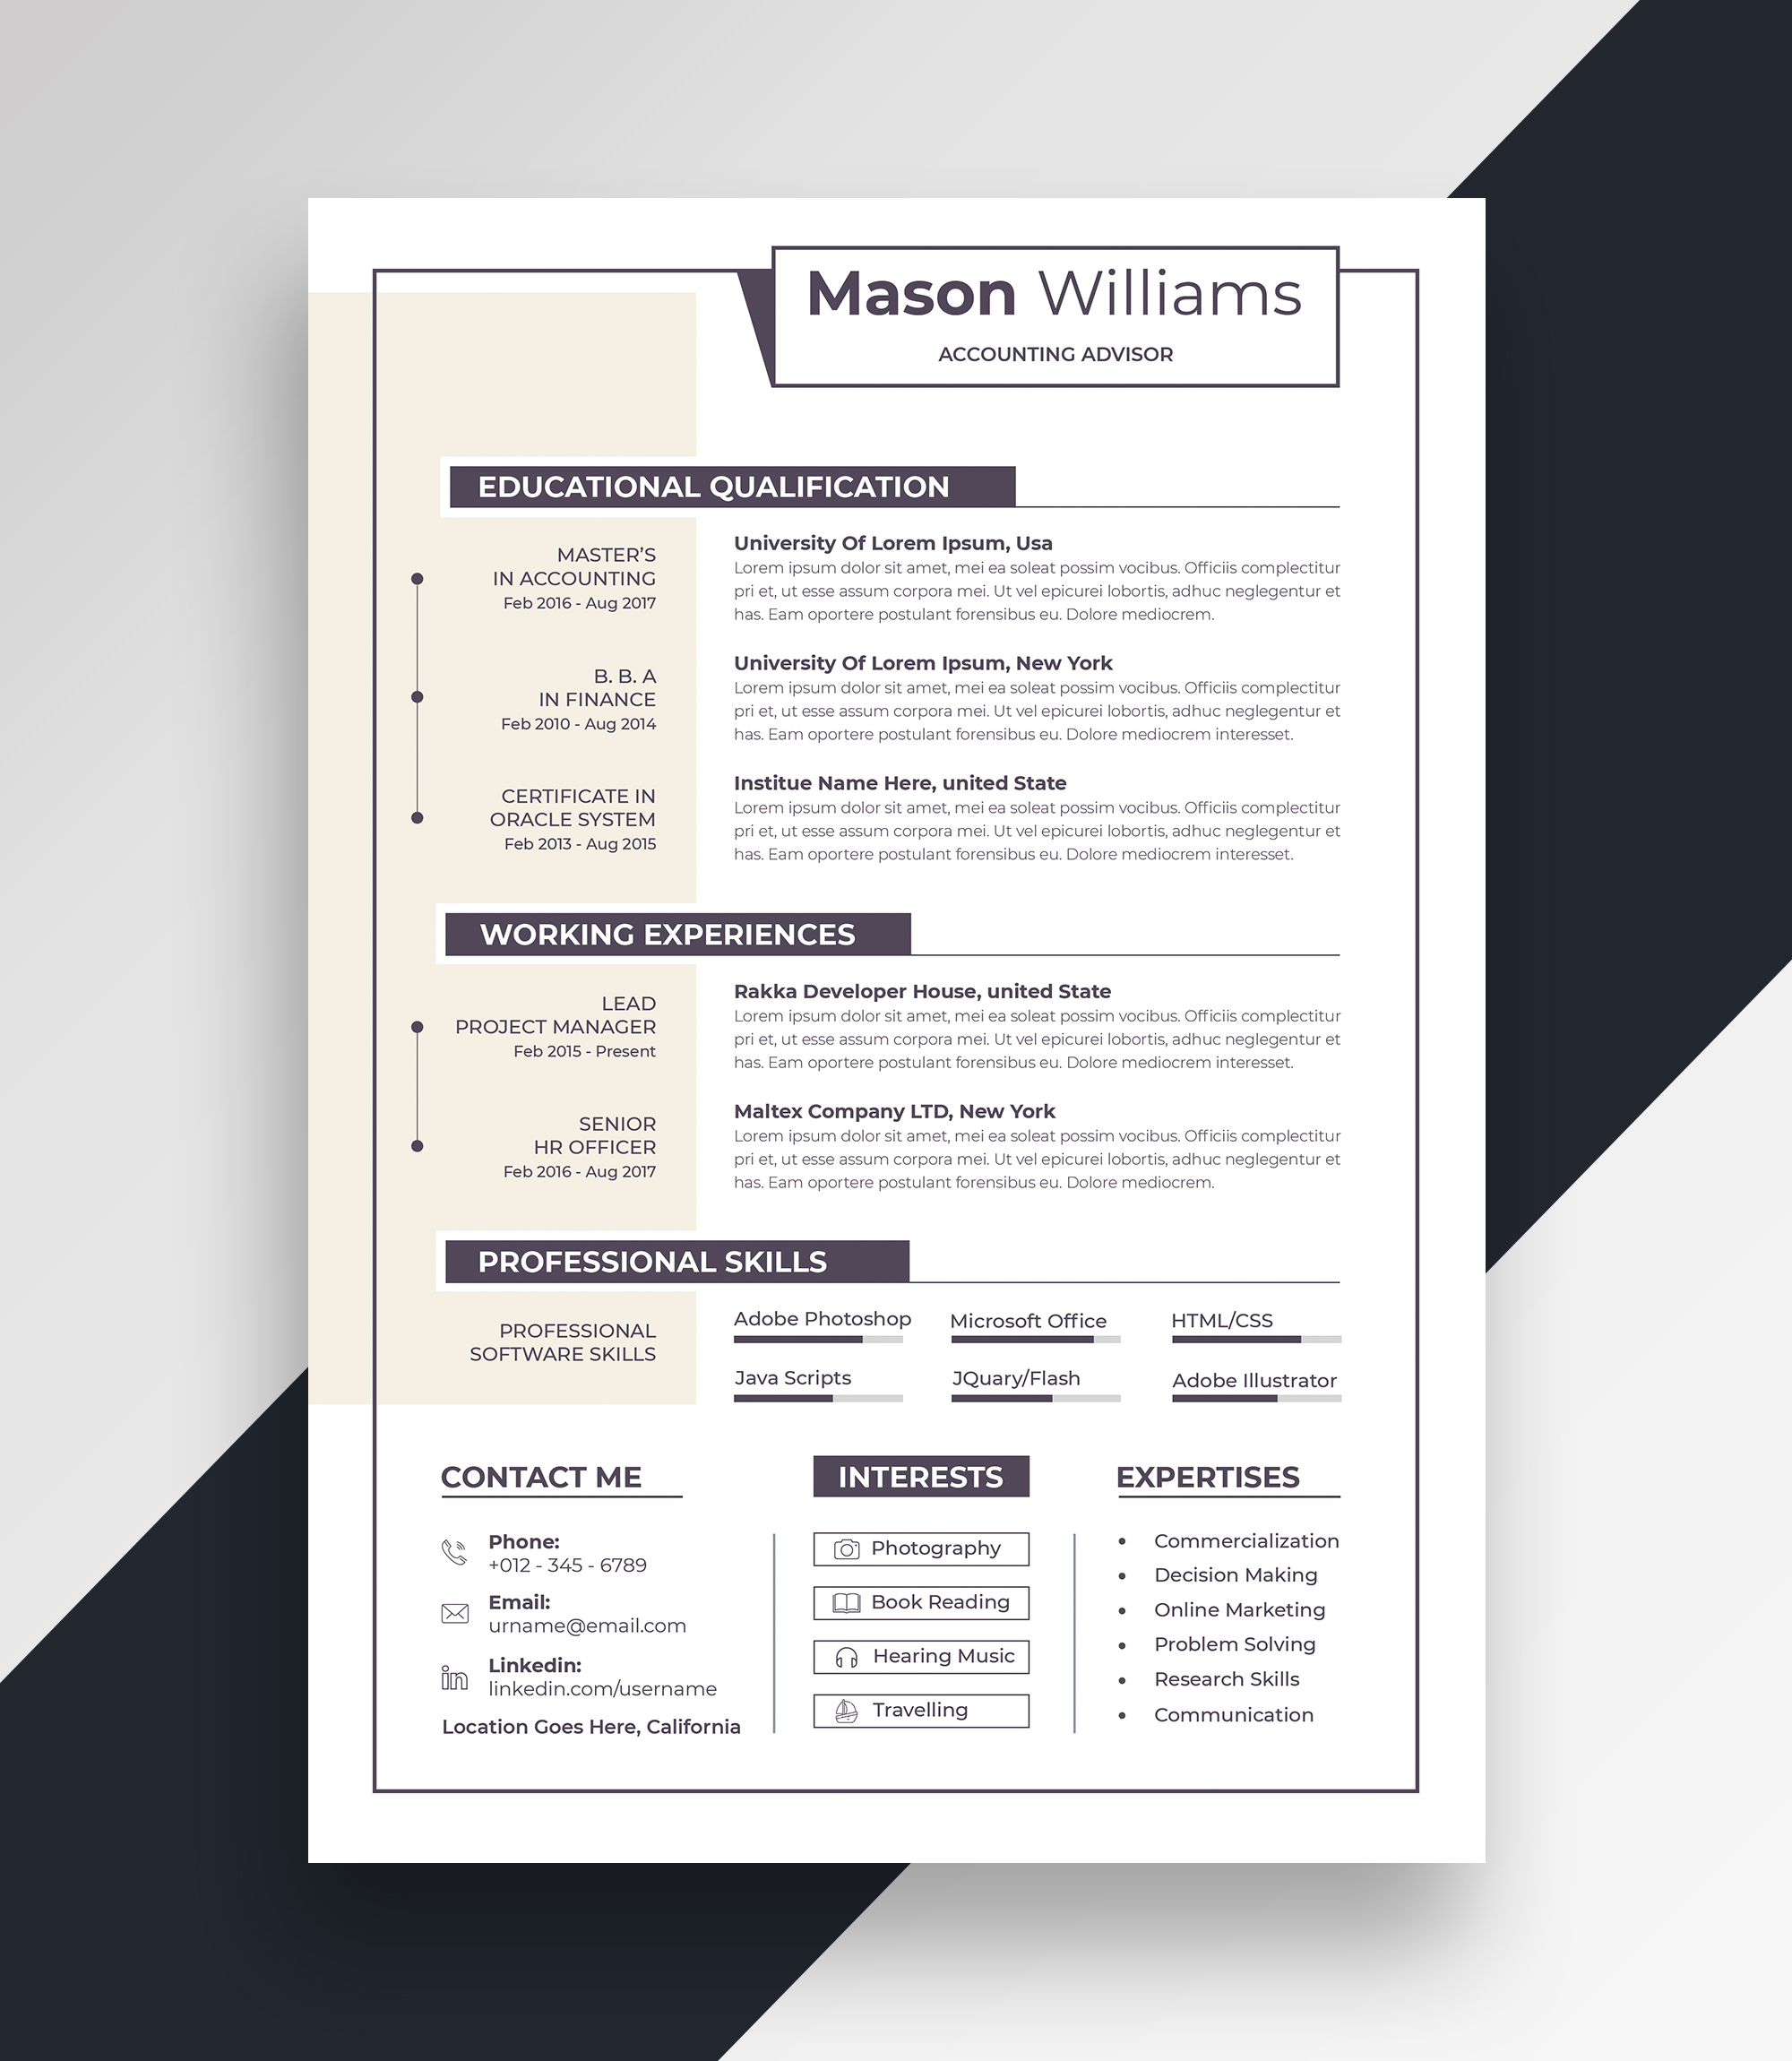 Mason Williams
ACCOUNTING ADVISOR
EDUCATIONAL QUALIFICATION
MASTER’S
IN ACCOUNTING
Feb 2016 - Aug 2017
University Of Lorem Ipsum, Usa
Lorem ipsum dolor sit amet, mei ea soleat possim vocibus. Officiis complectitur
pri et, ut esse assum corpora mei. Ut vel epicurei lobortis, adhuc neglegentur et
has. Eam oportere postulant forensibus eu. Dolore mediocrem.
B. B. A
IN FINANCE
Feb 2010 - Aug 2014
University Of Lorem Ipsum, New York
Lorem ipsum dolor sit amet, mei ea soleat possim vocibus. Officiis complectitur
pri et, ut esse assum corpora mei. Ut vel epicurei lobortis, adhuc neglegentur et
has. Eam oportere postulant forensibus eu. Dolore mediocrem interesset.
CERTIFICATE IN
ORACLE SYSTEM
Feb 2013 - Aug 2015
Institue Name Here, united State
Lorem ipsum dolor sit amet, mei ea soleat possim vocibus. Officiis complectitur
pri et, ut esse assum corpora mei. Ut vel epicurei lobortis, adhuc neglegentur et
has. Eam oportere postulant forensibus eu. Dolore mediocrem interesset.
WORKING EXPERIENCES
LEAD
PROJECT MANAGER
Feb 2015 - Present
Rakka Developer House, united State
Lorem ipsum dolor sit amet, mei ea soleat possim vocibus. Officiis complectitur
pri et, ut esse assum corpora mei. Ut vel epicurei lobortis, adhuc neglegentur et
has. Eam oportere postulant forensibus eu. Dolore mediocrem interesset.
SENIOR
HR OFFICER
Feb 2016 - Aug 2017
Maltex Company LTD, New York
Lorem ipsum dolor sit amet, mei ea soleat possim vocibus. Officiis complectitur
pri et, ut esse assum corpora mei. Ut vel epicurei lobortis, adhuc neglegentur et
has. Eam oportere postulant forensibus eu. Dolore mediocrem.
PROFESSIONAL SKILLS
PROFESSIONAL
SOFTWARE SKILLS
Adobe Photoshop
Microsoft Office
HTML/CSS
Java Scripts
JQuary/Flash
Adobe Illustrator
CONTACT ME
Phone:
+012 - 345 - 6789
Email:
urname@email.com
in
Linkedin:
linkedin.com/username
Location Goes Here, California
INTERESTS
Photography
Book Reading
Hearing Music
Travelling
EXPERTISES
• Commercialization
• Decision Making
• Online Marketing
• Problem Solving
• Research Skills
• Communication